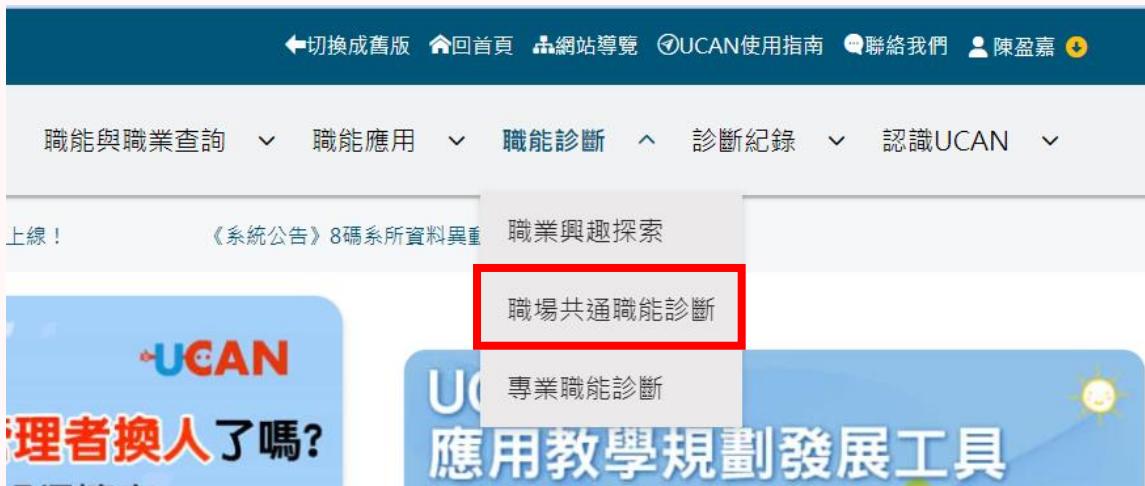 切換成舊版 回首頁 網站導覽 UCAN使用指南 聯絡我們 陳盈嘉
職能與職業查詢 職能應用 職能診斷 診斷紀錄 認識UCAN
上線！ 《系統公告》8碼系所資料異動
職業興趣探索
職場共通職能診斷
專業職能診斷
UCAN
管理者換人了嗎?
UC
應用教學規劃發展工具